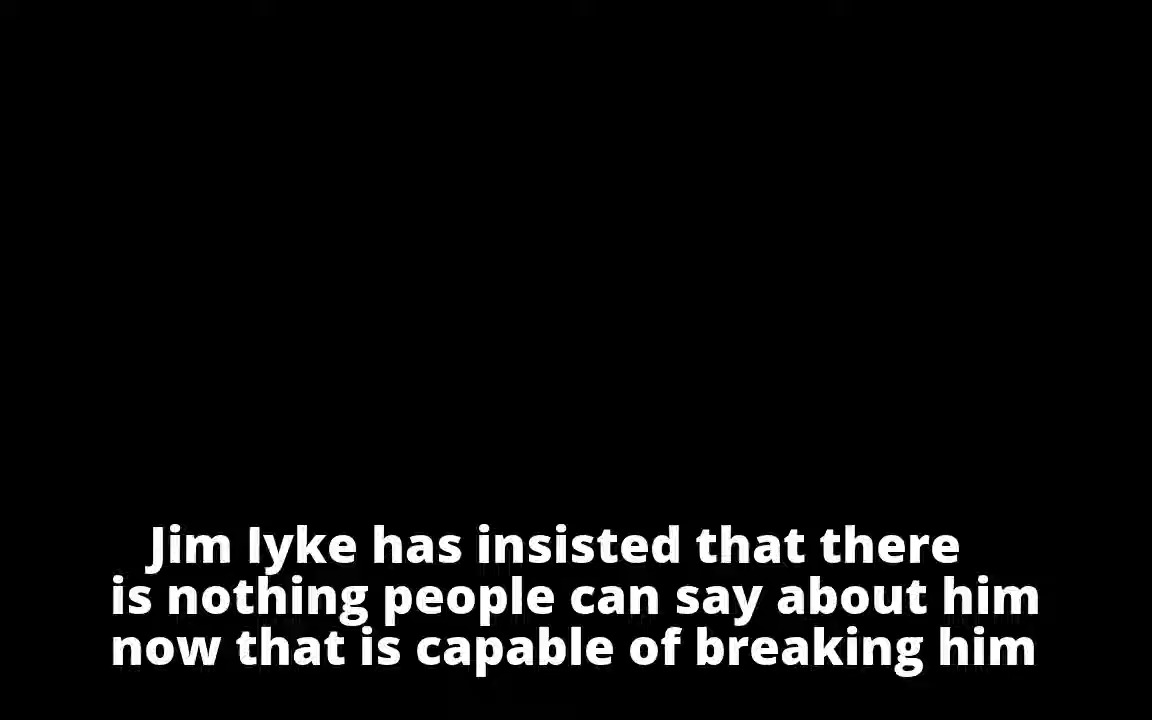 Jim Iyke has insisted that there
is nothing people can say about him
now that is capable of breaking him